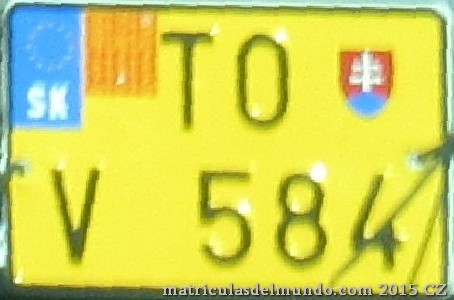 TO
SK
V 584
matriculasdelmundo.com 2015 CZ